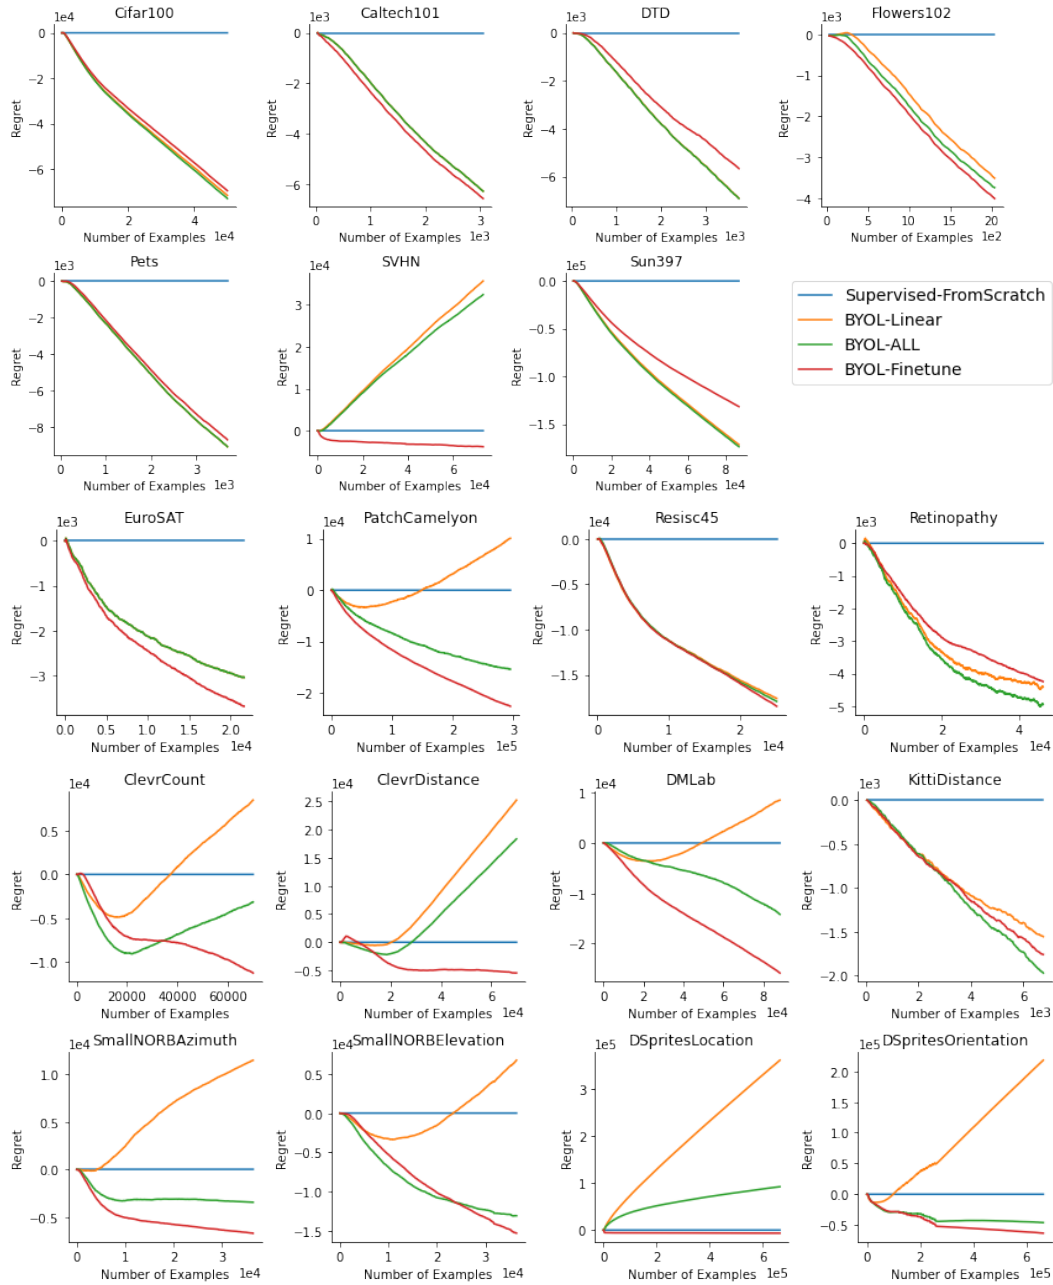 Cifar100
1e4
0
−2
−4
−6
Regret
0
4
Number of Examples 1e4
Caltech101
1e3
0
−2
−4
−6
Regret
0
1
2
3
Number of Examples 1e3
DTD
1e3
0
−2
−4
−6
Regret
0
1
2
3
Number of Examples 1e3
Flowers102
1e3
0
−1
−2
−3
−4
Regret
0
5
10
15
20
Number of Examples 1e2
Pets
1e3
0
−2
−4
−6
−8
Regret
0
1
2
3
Number of Examples 1e3
SVHN
1e4
3
2
1
0
Regret
0
2
4
6
Number of Examples 1e4
Sun397
1e5
0.0
−0.5
−1.0
−1.5
Regret
0
2
4
6
8
Number of Examples 1e4
Supervised-FromScratch
BYOL-Linear
BYOL-ALL
BYOL-Finetune
EuroSAT
1e3
0
−1
−2
−3
Regret
0.0
0.5
1.0
1.5
2.0
Number of Examples 1e4
PatchCamelyon
1e4
1
0
−1
−2
Regret
0
1
2
3
Number of Examples 1e5
Resisc45
1e4
0.0
−0.5
−1.0
−1.5
Regret
0
1
2
Number of Examples 1e4
Retinopathy
1e3
0
−1
−2
−3
−4
−5
Regret
0
2
4
Number of Examples 1e4
ClevrCount
1e4
0.5
0.0
−0.5
−1.0
Regret
0
20000
40000
60000
Number of Examples
ClevrDistance
1e4
2.5
2.0
1.5
1.0
0.5
0.0
−0.5
Regret
0
2
4
6
Number of Examples 1e4
DMLab
1e4
1
0
−1
−2
Regret
0
2
4
6
8
Number of Examples 1e4
KittiDistance
1e3
0.0
−0.5
−1.0
−1.5
−2.0
Regret
0
2
4
6
Number of Examples 1e3
SmallNORBAzimuth
1e4
1.0
0.5
0.0
−0.5
Regret
0
1
2
3
Number of Examples 1e4
SmallNORBElevation
1e4
0.5
0.0
−0.5
−1.0
−1.5
Regret
0
1
2
3
Number of Examples 1e4
DSpritesLocation
1e5
3
2
1
0
Regret
0
2
4
6
Number of Examples 1e5
DSpritesOrientation
1e5
2.0
1.5
1.0
0.5
0.0
−0.5
Regret
0
2
4
6
Number of Examples 1e5